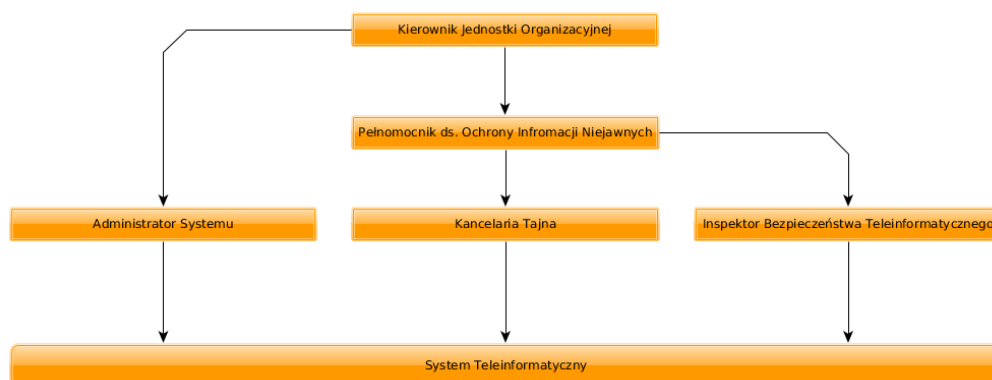 Kierownik Jednostki Organizacyjnej
Pełnomocnik ds. Ochrony Infromacji Niejawnych
Administrator Systemu
Kancelaria Tajna
Inspektor Bezpieczeństwa Teleinformatycznego
System Teleinformatyczny